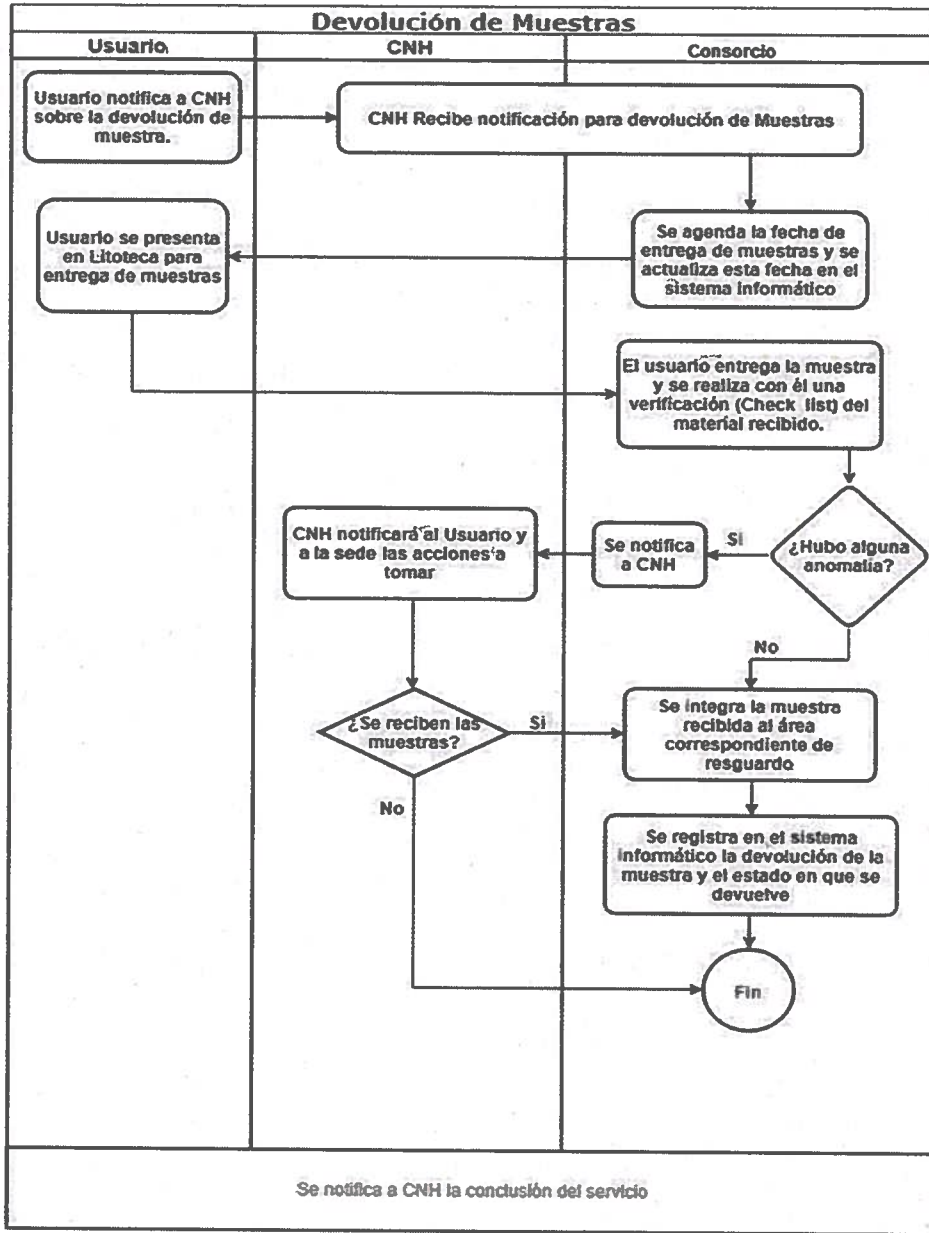 Devolución de Muestras
Usuario.
CNH
Consorcio
Usuario notifica a CNH
sobre la devolución de
muestra.
CNH Recibe notificación para devolución de Muestras
Se agenda la fecha de
entrega de muestras y se
actualiza esta fecha en el
sistema informático
Usuario se presenta
en Litoteca para
entrega de muestras
El usuario entrega la muestra
y se realiza con él una
verificación (Check list) del
material recibido.
¿Hubo alguna
anomalía?
Si
Se notifica
a CNH
CNH notificará al Usuario y
a la sede las acciones a
tomar
No
¿Se reciben las
muestras?
Si
Se integra la muestra
recibida al área
correspondiente de
resguardo
No
Se registra en el sistema
informático la devolución de la
muestra y el estado en que se
devuelve
Fin
Se notifica a CNH la conclusión del servicio